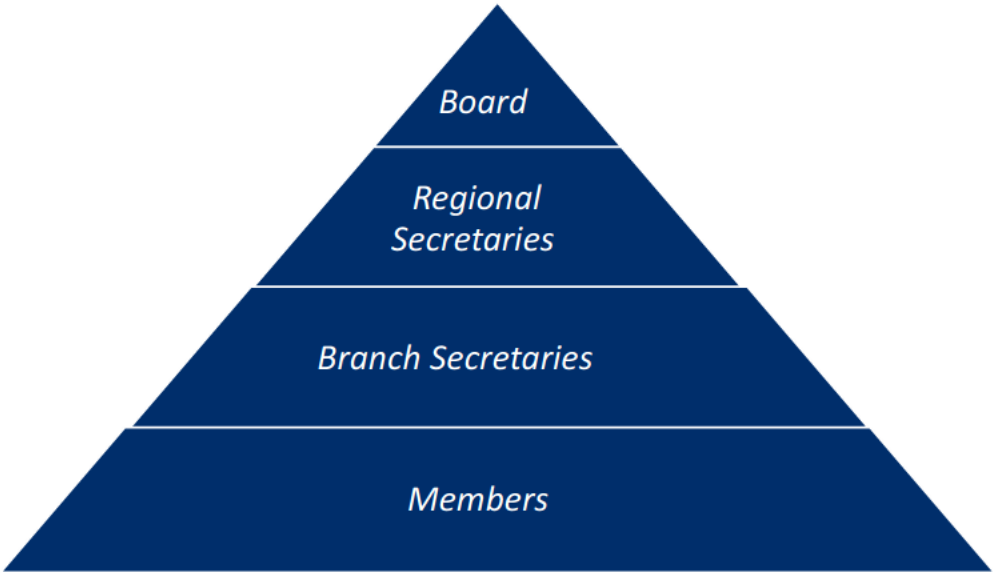 Board
Regional
Secretaries
Branch Secretaries
Members